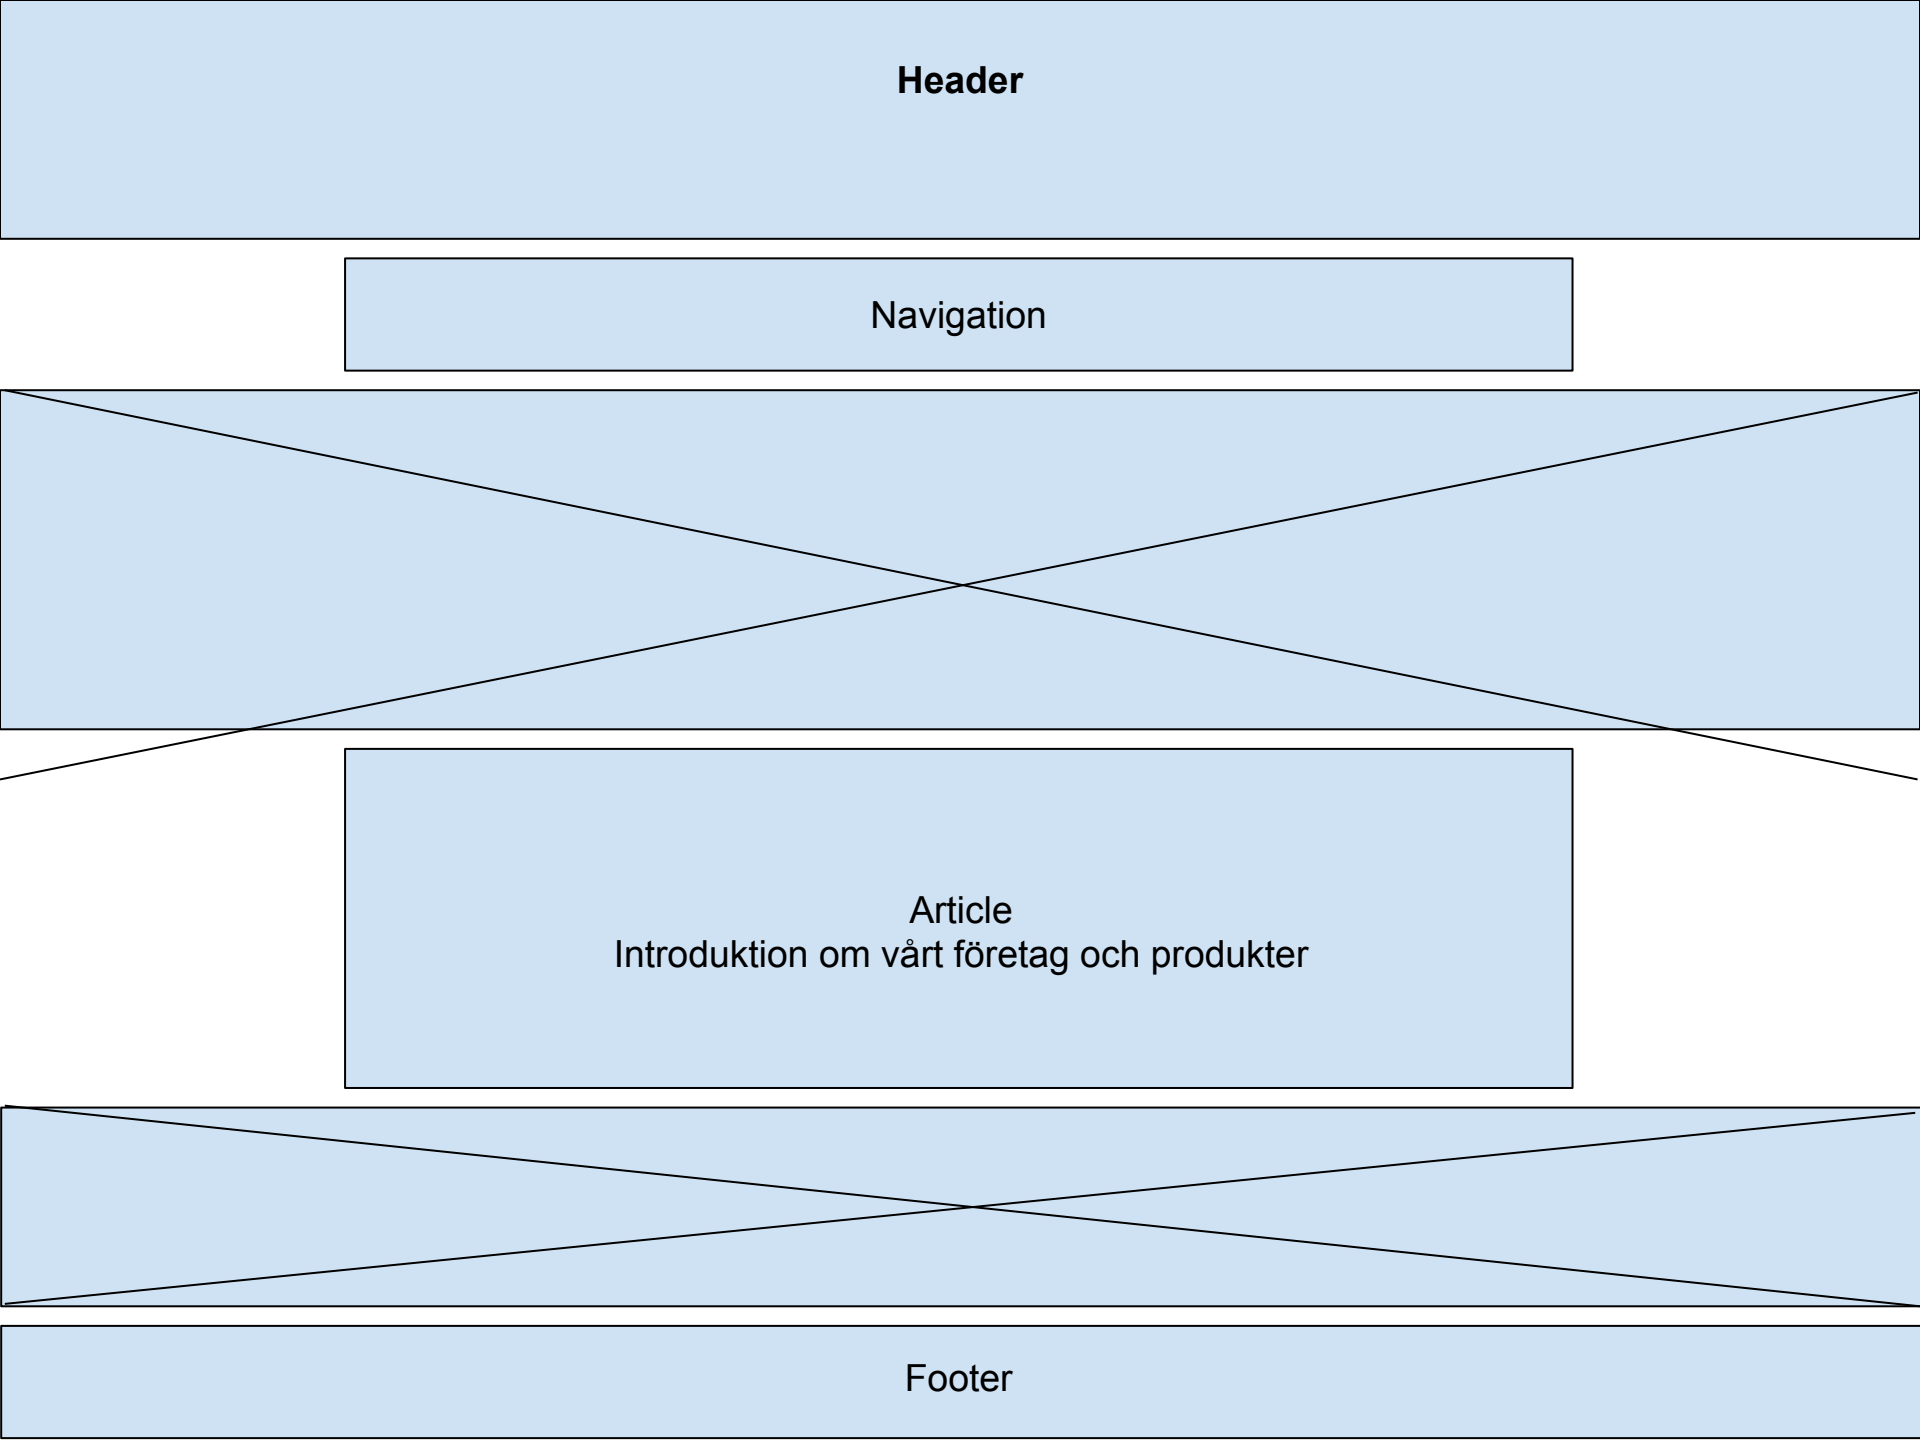 Header
Navigation
Article
Introduktion om vårt företag och produkter
Footer